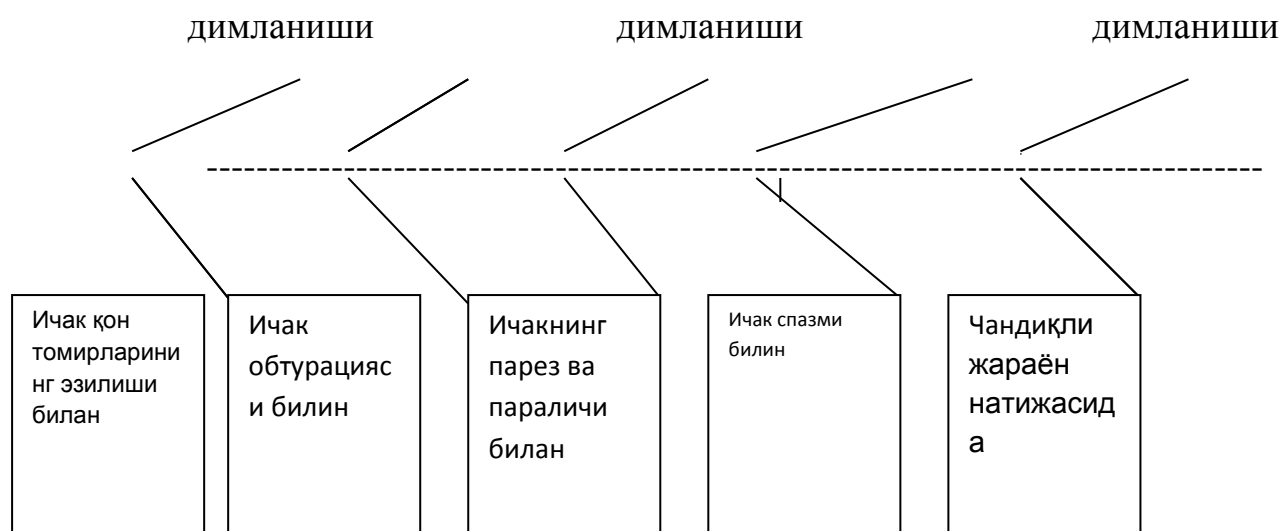 димланиши димланиши димланиши
Ичак қон
томирларини
нг эзилиши
билан
Ичак
обтурацияс
и билин
Ичакнинг
парез ва
параличи
билан
Ичак спазми
билин
Чандиқли
жараён
натижасид
а